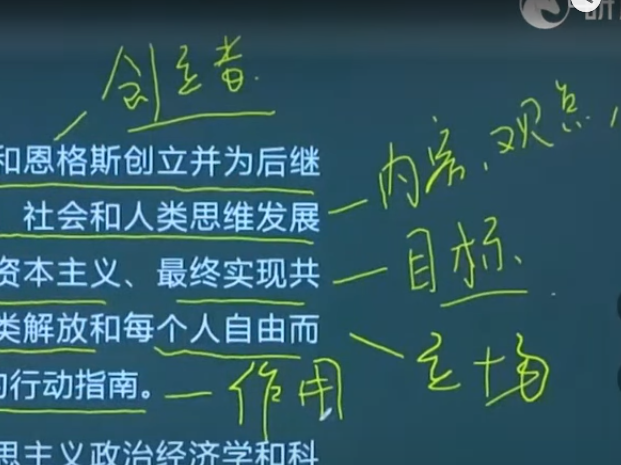 研
创立者
和恩格斯创立并为后继
内容、观点、
社会和人类思维发展
目标
资本主义、最终实现共
类解放和每个人自由而
立场
的行动指南。
作用
思主义政治经济学和科